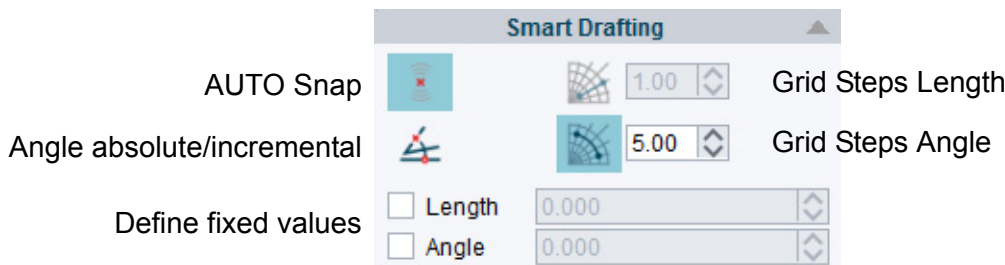 Smart Drafting
AUTO Snap 1.00 Grid Steps Length
Angle absolute/incremental 5.00 Grid Steps Angle
Define fixed values
Length 0.000
Angle 0.000